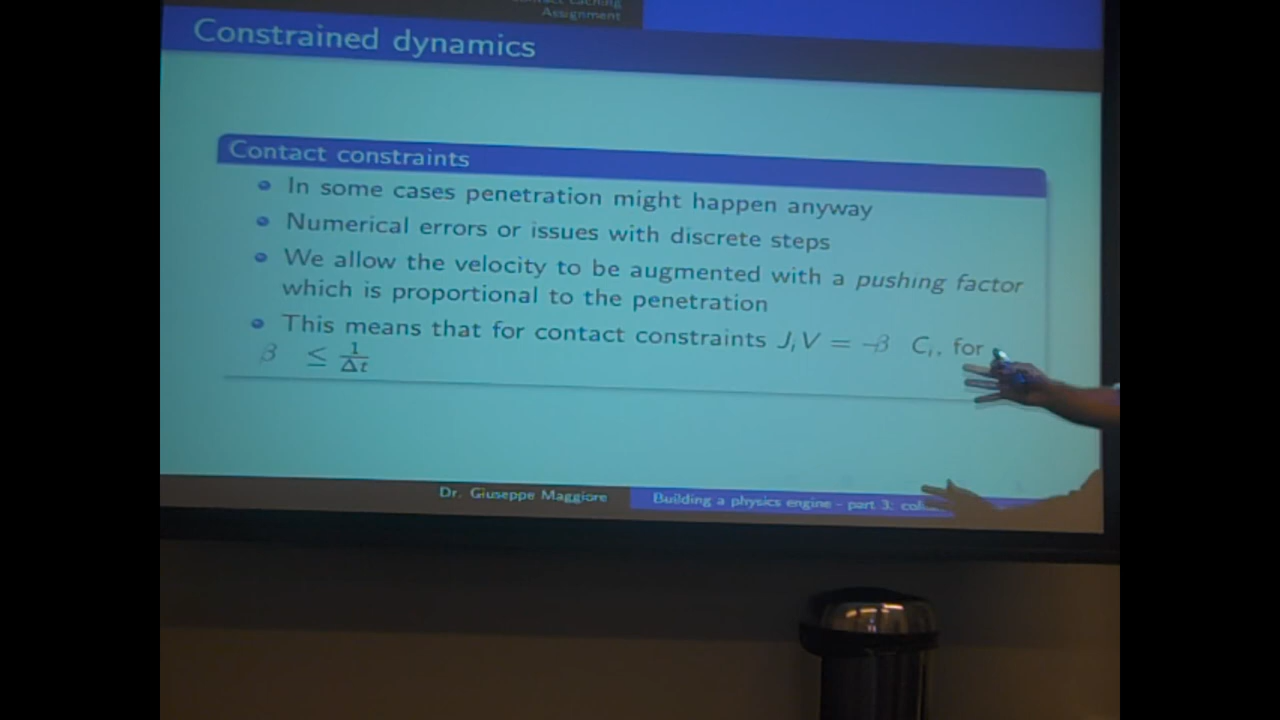 Assignment
Constrained dynamics
Contact constraints
In some cases penetration might happen anyway
Numerical errors or issues with discrete steps
We allow the velocity to be augmented with a pushing factor
which is proportional to the penetration
This means that for contact constraints JᵢV = −β Cᵢ, for
β ≤ 1/Δt
Dr. Giuseppe Maggiore
Building a physics engine - part 3: